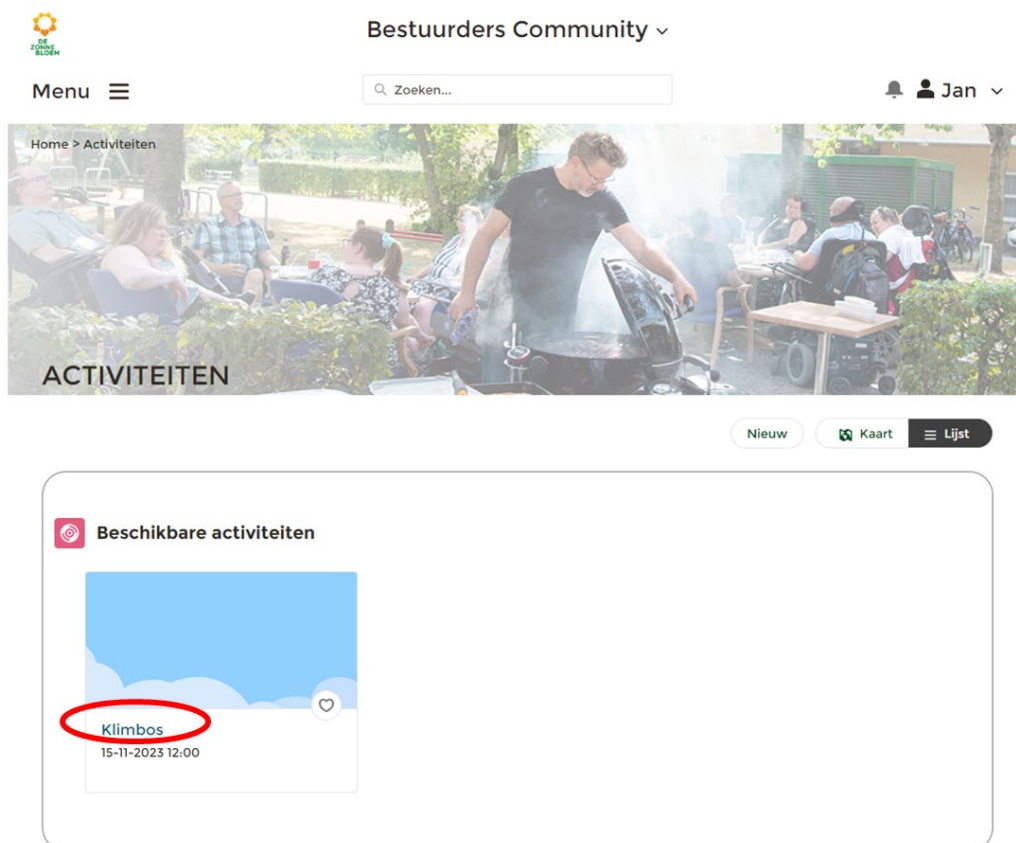 DE
ZONNE
BLOEM
Bestuurders Community
Menu
Zoeken...
Jan
Home > Activiteiten
ACTIVITEITEN
Nieuw
Kaart
Lijst
Beschikbare activiteiten
Klimbos
15-11-2023 12:00